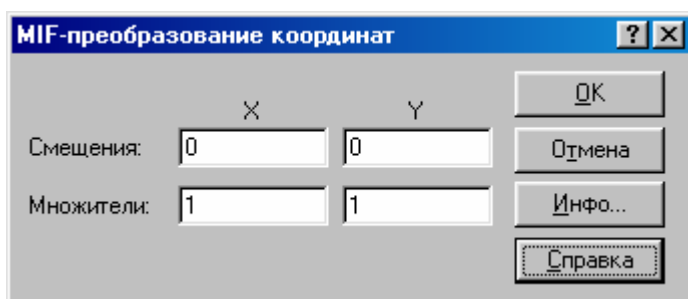 MIF-преобразование координат
X Y
Смещения: 0 0
Множители: 1 1
OK
Отмена
Инфо...
Справка